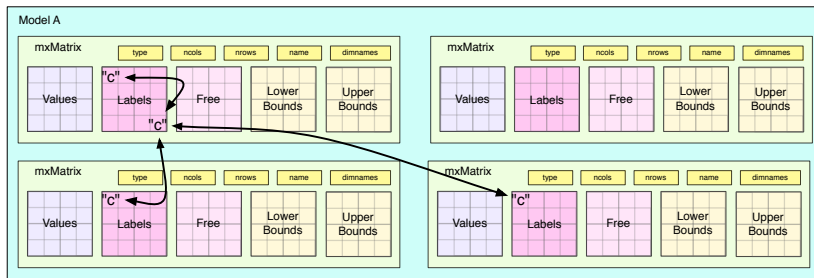 Model A
mxMatrix type ncols nrows name dimnames
"C" Values Labels Free Lower Bounds Upper Bounds
"C"
mxMatrix type ncols nrows name dimnames
Values Labels Free Lower Bounds Upper Bounds
mxMatrix type ncols nrows name dimnames
"C" Values Labels Free Lower Bounds Upper Bounds
mxMatrix type ncols nrows name dimnames
"C" Values Labels Free Lower Bounds Upper Bounds